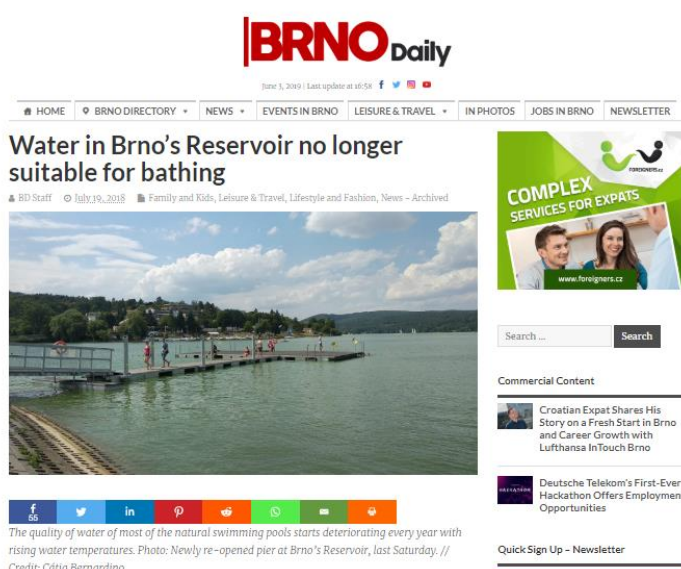 BRNO Daily
June 3, 2019 | Last update at 16:58
HOME BRNO DIRECTORY NEWS EVENTS IN BRNO LEISURE & TRAVEL IN PHOTOS JOBS IN BRNO NEWSLETTER
Water in Brno's Reservoir no longer
suitable for bathing
BD Staff July 19, 2018 Family and Kids, Leisure & Travel, Lifestyle and Fashion, News – Archived
55
The quality of water of most of the natural swimming pools starts deteriorating every year with
rising water temperatures. Photo: Newly re-opened pier at Brno's Reservoir, last Saturday. //
Credit: Cátia Bernardino
FOREIGNERS.cz
COMPLEX
SERVICES FOR EXPATS
www.foreigners.cz
Search ... Search
Commercial Content
Croatian Expat Shares His
Story on a Fresh Start in Brno
and Career Growth with
Lufthansa InTouch Brno
HACKATHON
Deutsche Telekom's First-Ever
Hackathon Offers Employmen
Opportunities
Quick Sign Up – Newsletter